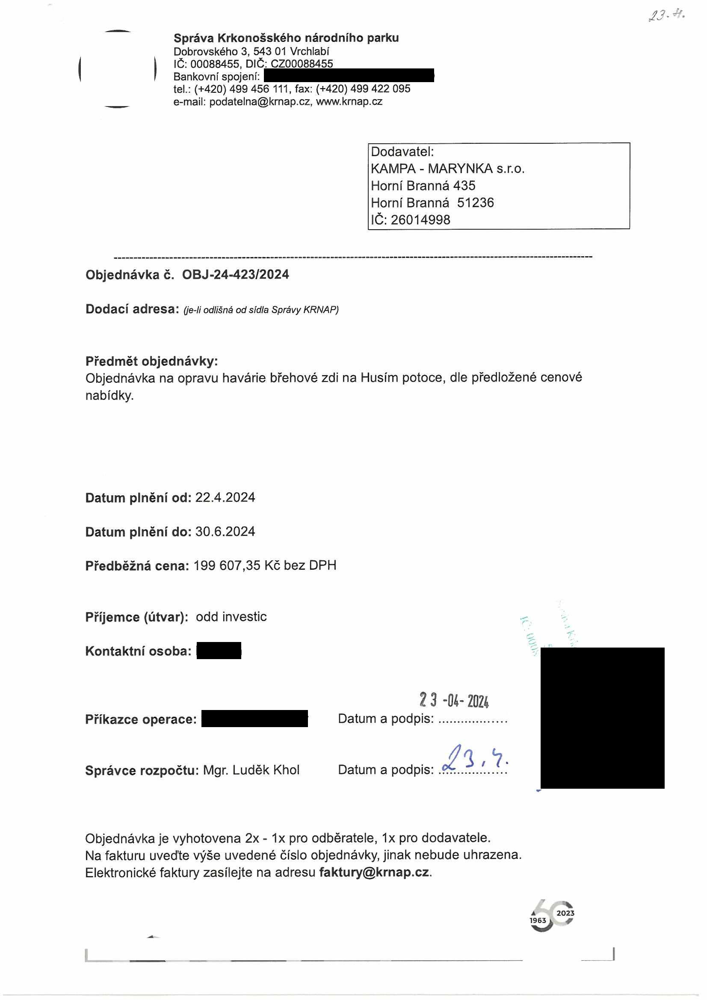 23.4.
Správa Krkonošského národního parku
Dobrovského 3, 543 01 Vrchlabí
IČ: 00088455, DIČ: CZ00088455
Bankovní spojení:
tel.: (+420) 499 456 111, fax: (+420) 499 422 095
e-mail: podatelna@krnap.cz, www.krnap.cz
Dodavatel:
KAMPA - MARYNKA s.r.o.
Horní Branná 435
Horní Branná  51236
IČ: 26014998
Objednávka č.  OBJ-24-423/2024
Dodací adresa: (je-li odlišná od sídla Správy KRNAP)
Předmět objednávky:
Objednávka na opravu havárie břehové zdi na Husím potoce, dle předložené cenové
nabídky.
Datum plnění od: 22.4.2024
Datum plnění do: 30.6.2024
Předběžná cena: 199 607,35 Kč bez DPH
Příjemce (útvar):  odd investic
IČ: 0008
Kontaktní osoba:
23 -04- 2024
Příkazce operace:  Datum a podpis: ..................
Správce rozpočtu: Mgr. Luděk Khol  Datum a podpis: 23.4.
Objednávka je vyhotovena 2x - 1x pro odběratele, 1x pro dodavatele.
Na fakturu uveďte výše uvedené číslo objednávky, jinak nebude uhrazena.
Elektronické faktury zasílejte na adresu faktury@krnap.cz.
60
1963 2023